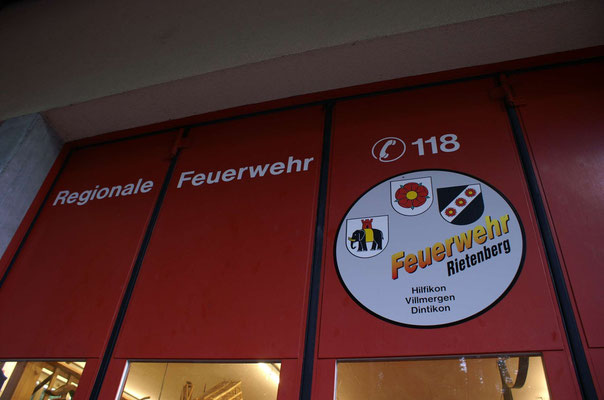 Regionale Feuerwehr
118
Feuerwehr
Rietenberg
Hilfikon
Villmergen
Dintikon